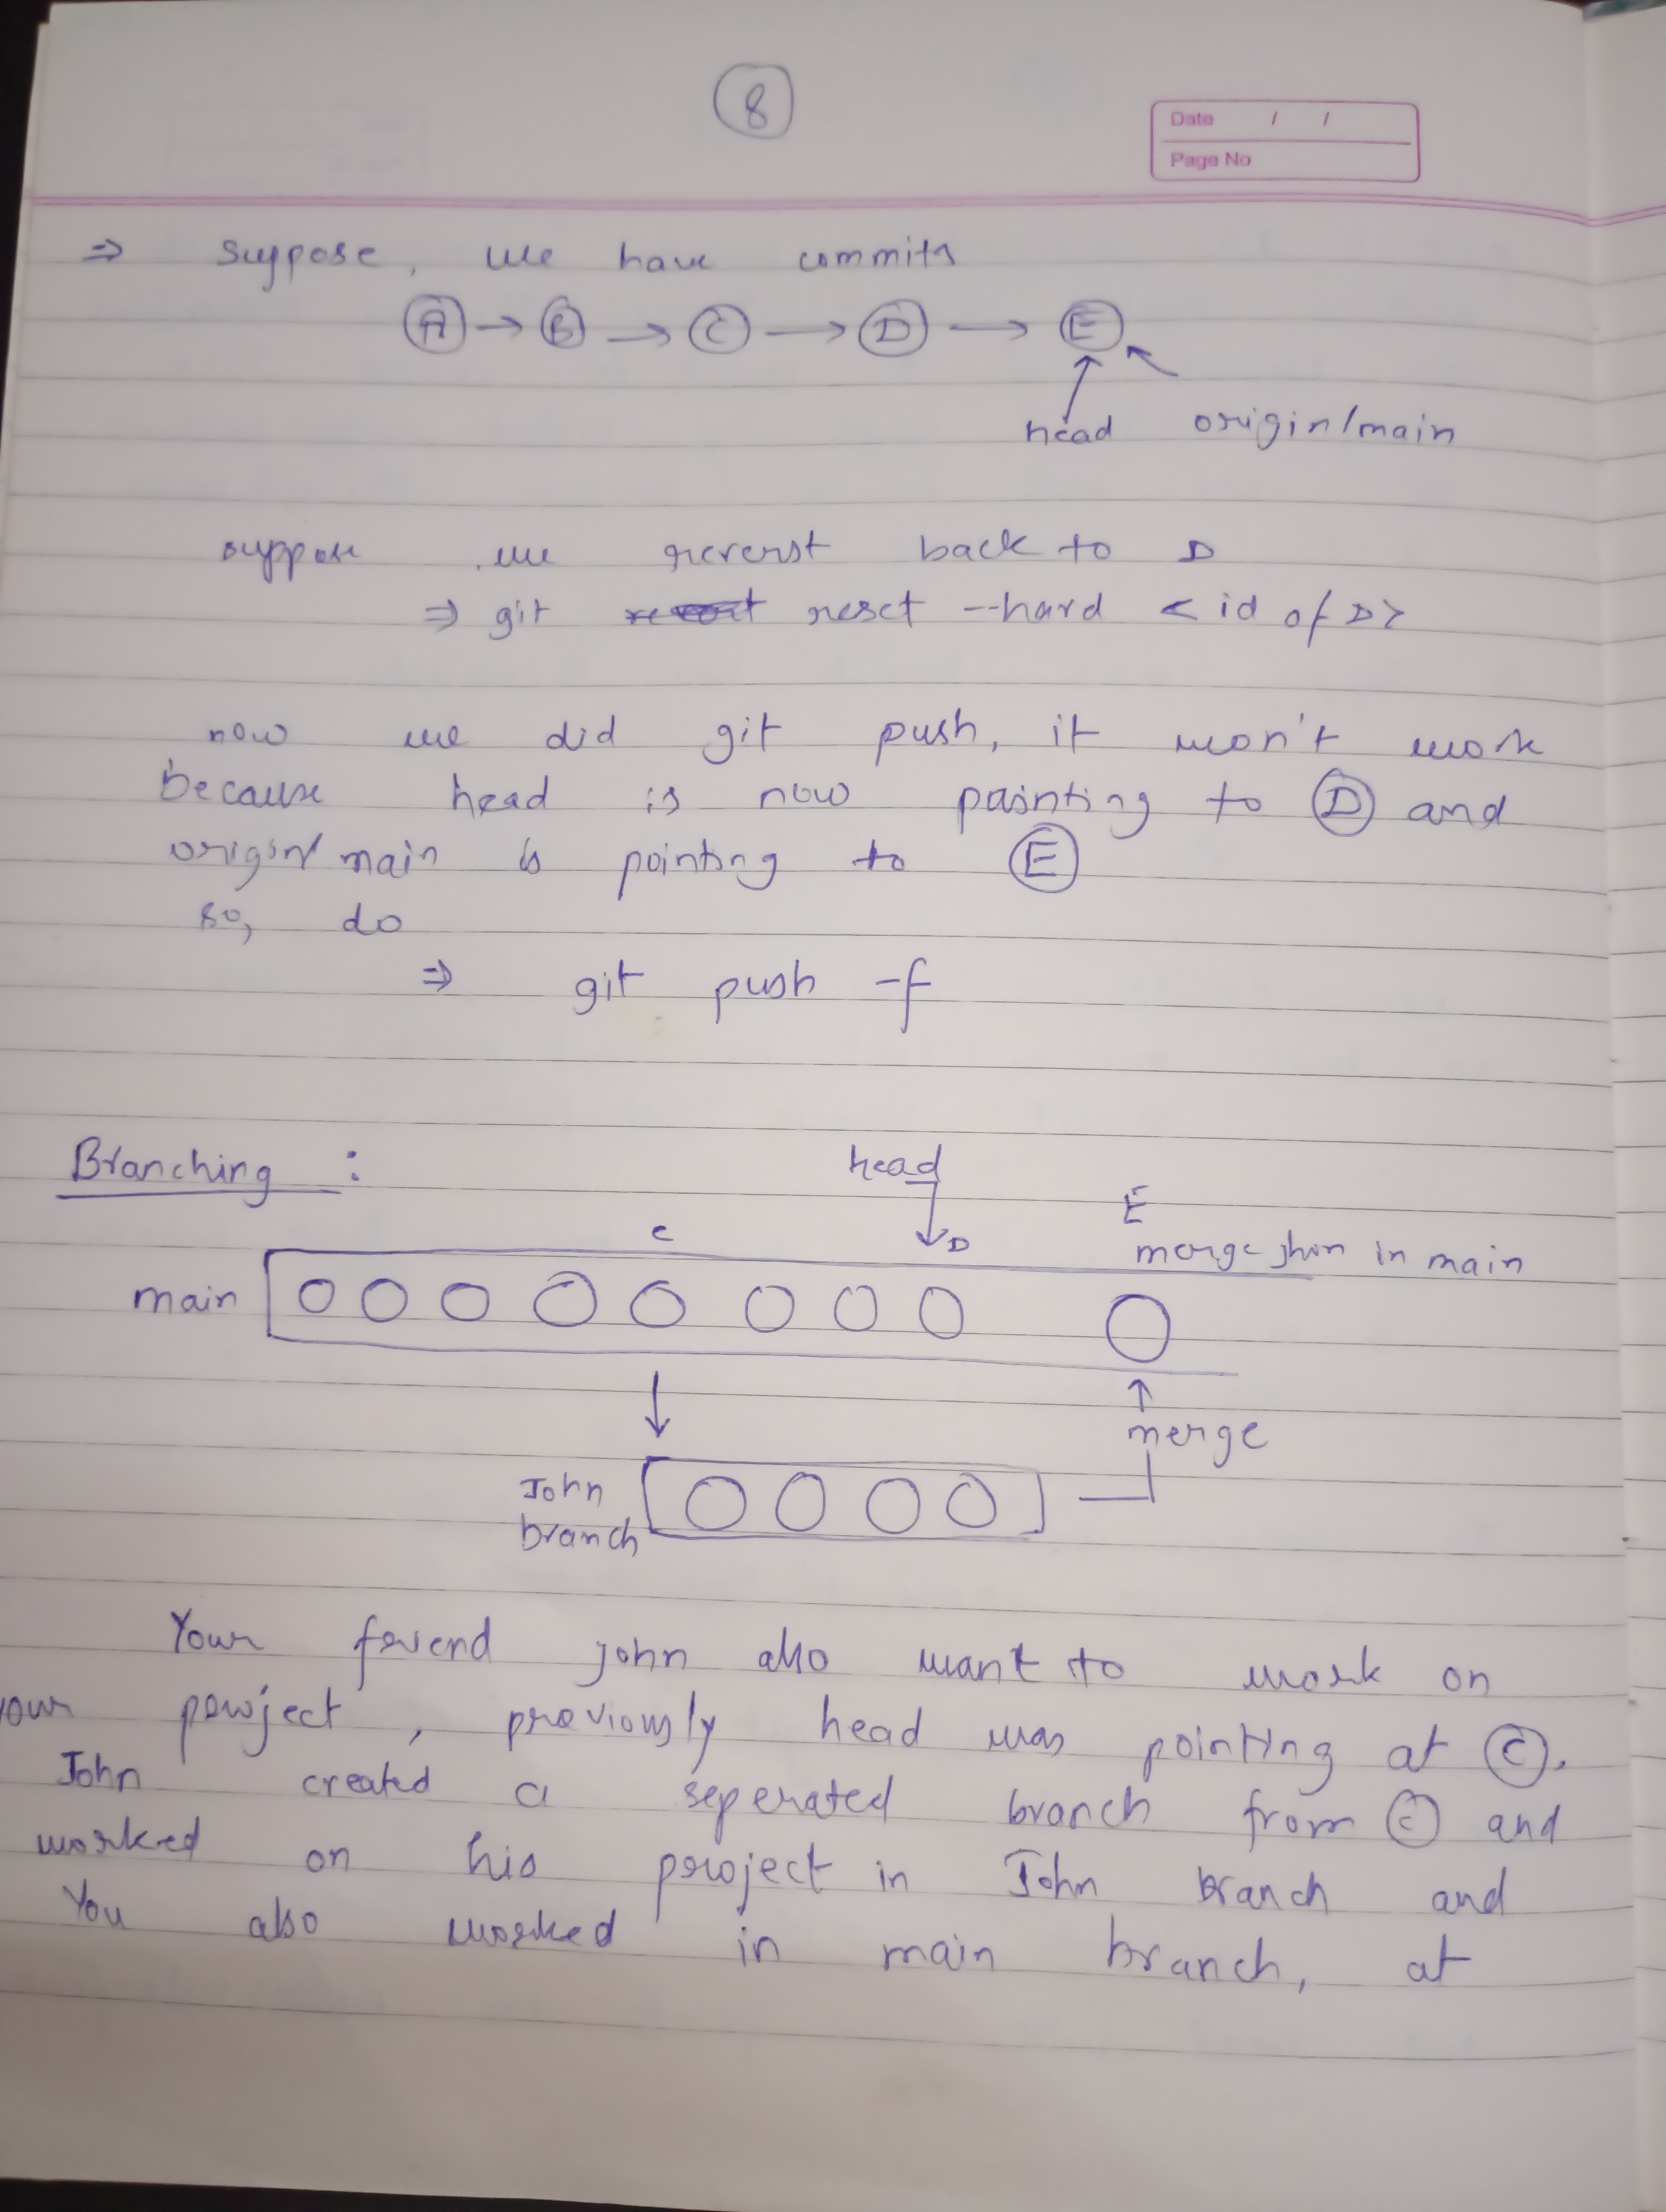 8
Date / /
Page No
⇒ suppose, we have commits
A → B → C → D → E
head origin/main
suppose we reverst back to D
⇒ git reset --hard < id of D>
now we did git push, it won't work
because head is now pointing to D and
origin/main is pointing to E
so, do
⇒ git push -f
Branching :
head
E
C D merge jhon in main
main
merge
John
branch
Your friend john also want to work on
your project, previously head was pointing at C.
John created a seperated branch from C and
worked on his project in John branch and
You also worked in main branch, at